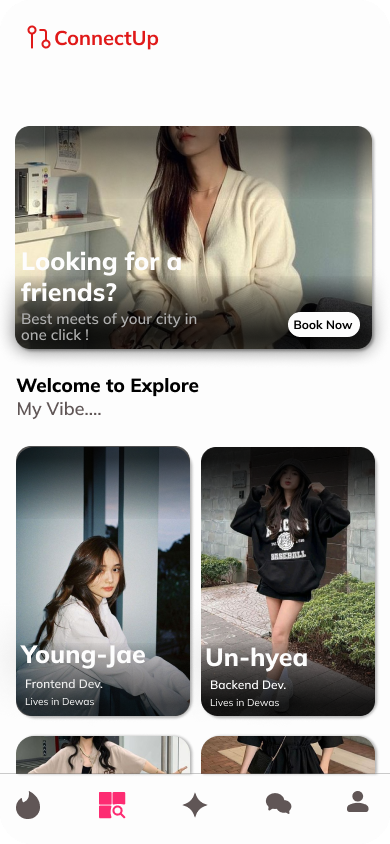 ConnectUp
Looking for a
friends?
Best meets of your city in
one click !
Book Now
Welcome to Explore
My Vibe....
Young-Jae
Frontend Dev.
Lives in Dewas
Un-hyea
Backend Dev.
Lives in Dewas
BASEBALL